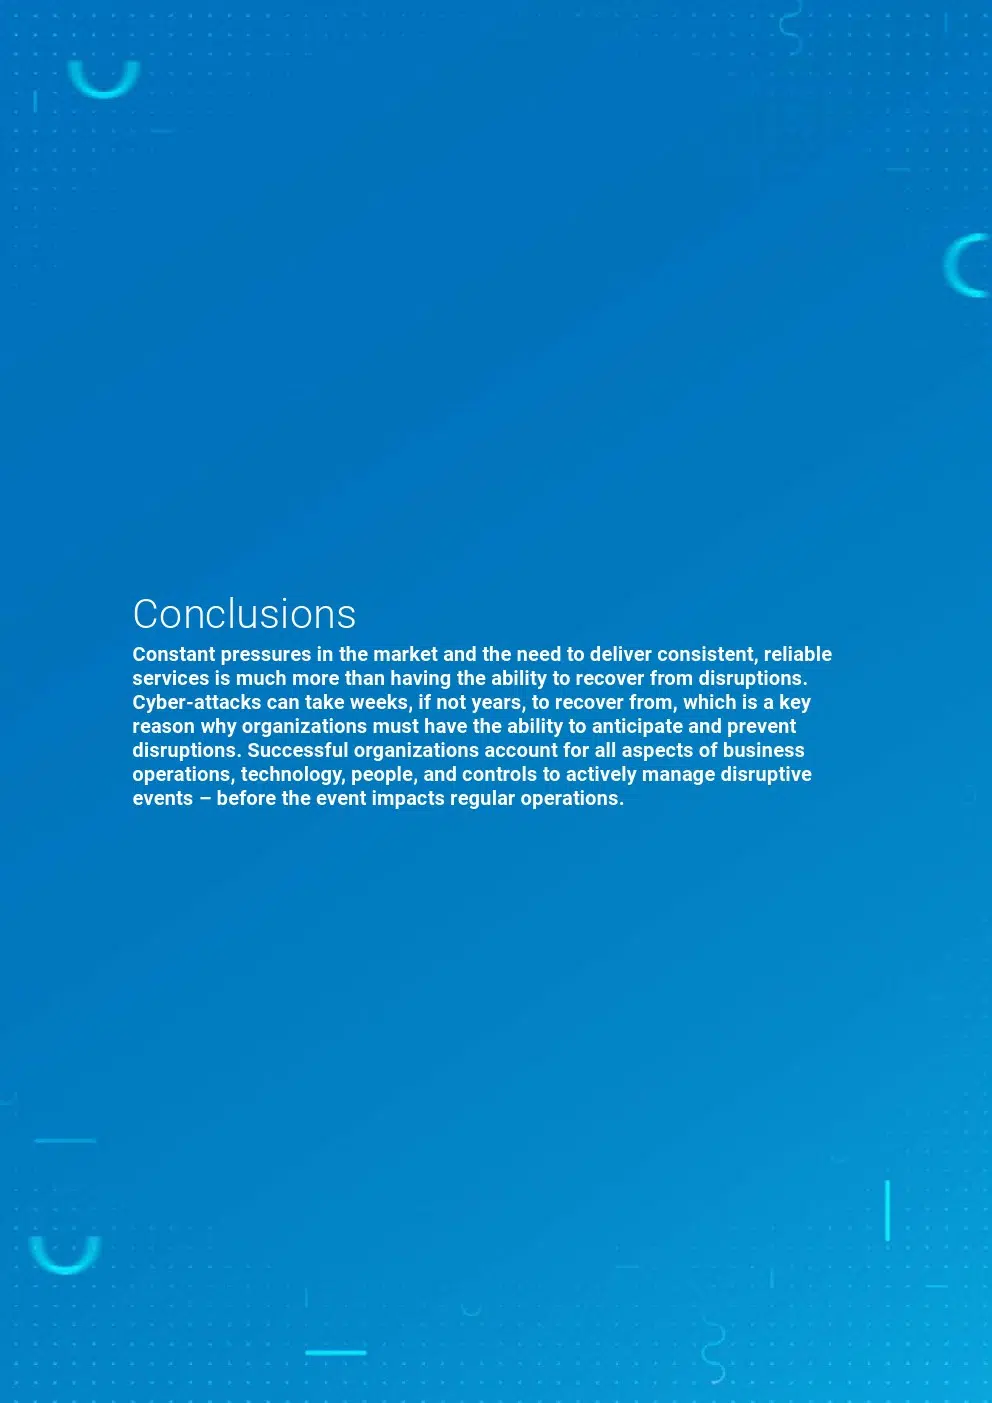 Conclusions
Constant pressures in the market and the need to deliver consistent, reliable
services is much more than having the ability to recover from disruptions.
Cyber-attacks can take weeks, if not years, to recover from, which is a key
reason why organizations must have the ability to anticipate and prevent
disruptions. Successful organizations account for all aspects of business
operations, technology, people, and controls to actively manage disruptive
events – before the event impacts regular operations.